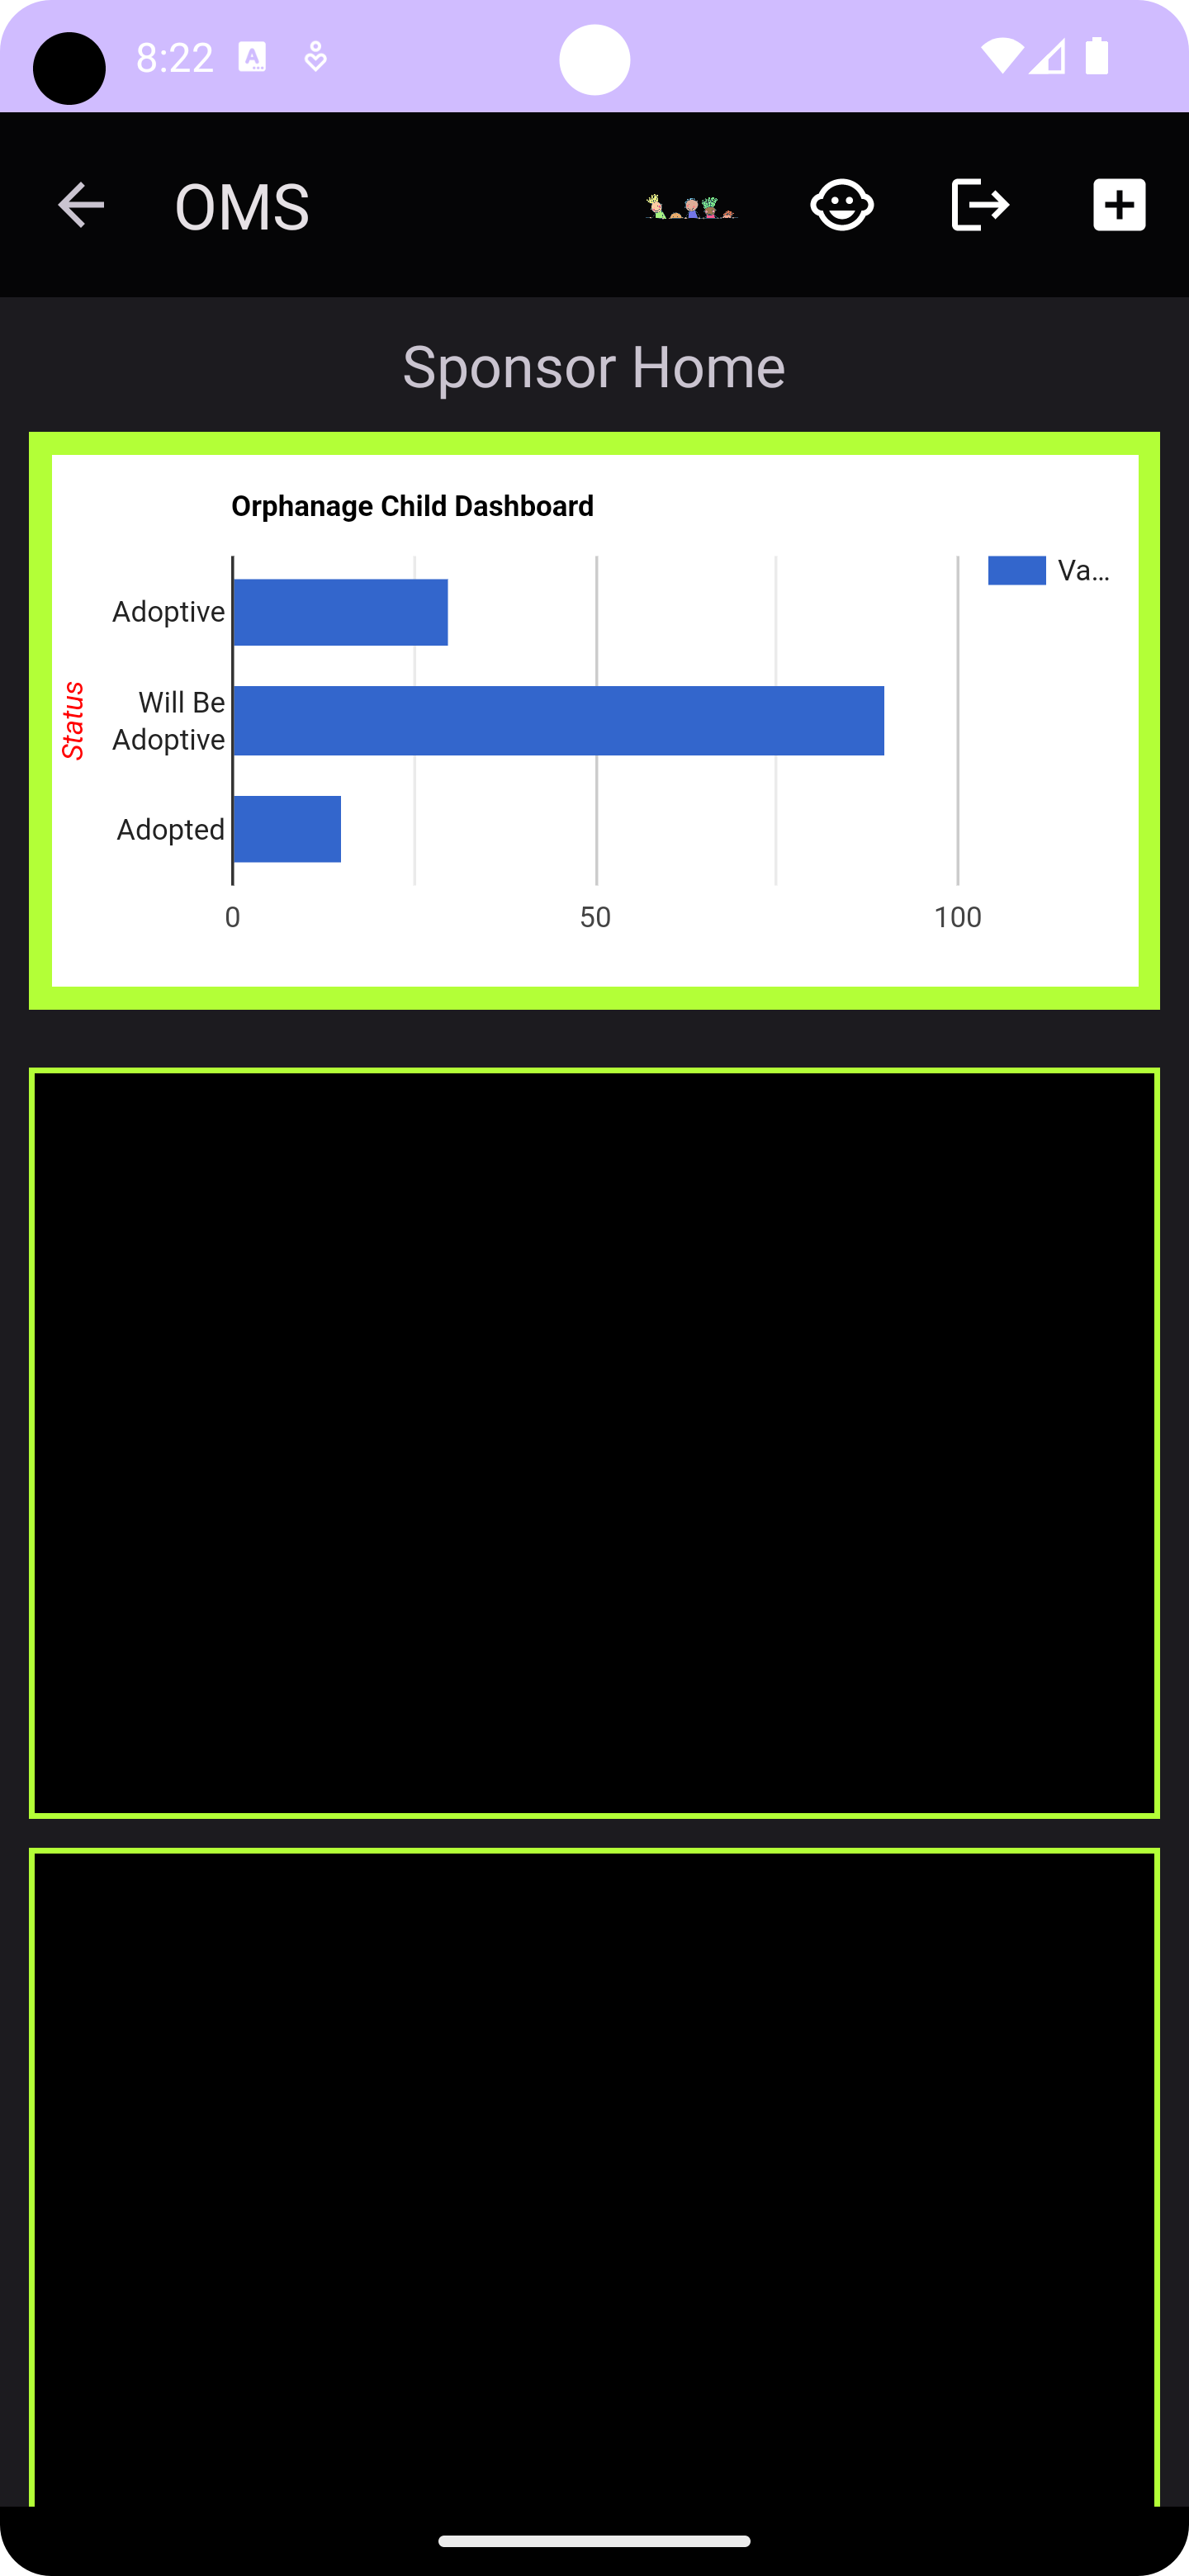 8:22
OMS
Sponsor Home
Orphanage Child Dashboard
Va...
Adoptive
Will Be
Adoptive
Adopted
Status
0 50 100